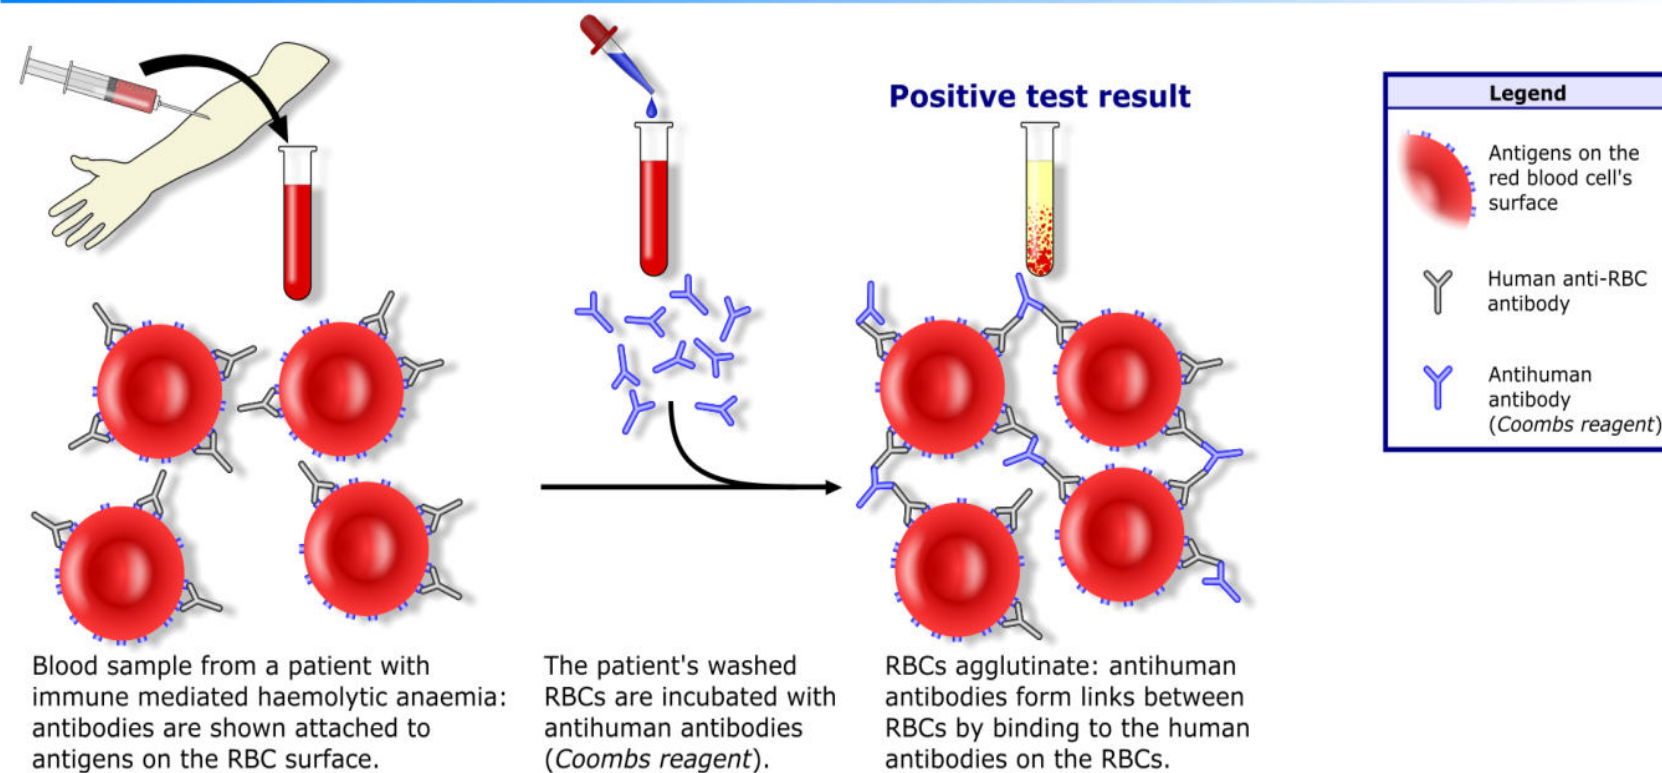 Positive test result
Legend
Antigens on the
red blood cell's
surface
Human anti-RBC
antibody
Antihuman
antibody
(Coombs reagent)
Blood sample from a patient with
immune mediated haemolytic anaemia:
antibodies are shown attached to
antigens on the RBC surface.
The patient's washed
RBCs are incubated with
antihuman antibodies
(Coombs reagent).
RBCs agglutinate: antihuman
antibodies form links between
RBCs by binding to the human
antibodies on the RBCs.